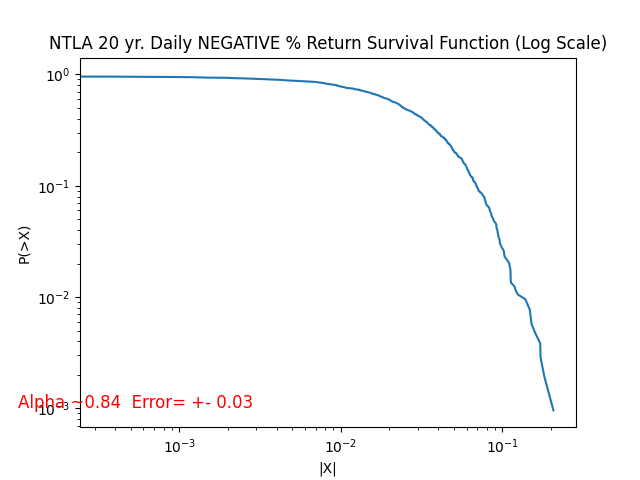 NTLA 20 yr. Daily NEGATIVE % Return Survival Function (Log Scale)
P(>X)
10⁰
10⁻¹
10⁻²
10⁻³
Alpha ~0.84  Error= +- 0.03
10⁻³
10⁻²
10⁻¹
|X|